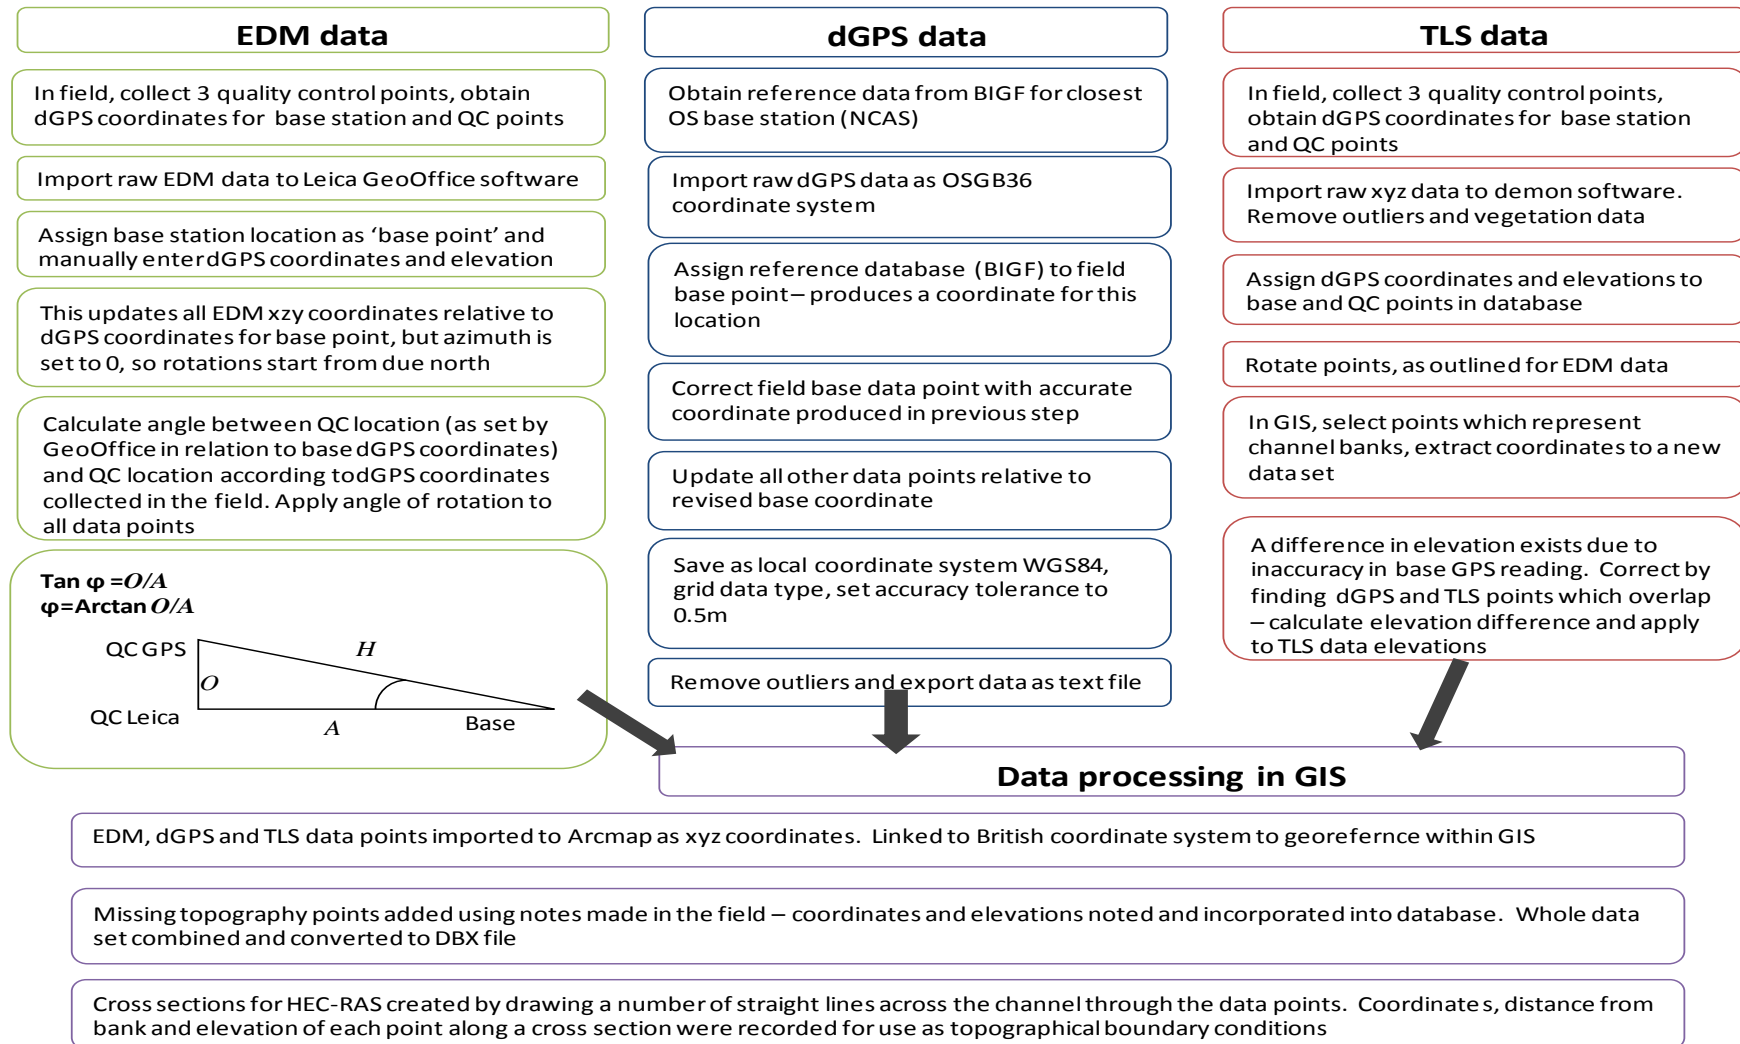 EDM data
In field, collect 3 quality control points, obtain
dGPS coordinates for base station and QC points
Import raw EDM data to Leica GeoOffice software
Assign base station location as ‘base point’ and
manually enter dGPS coordinates and elevation
This updates all EDM xzy coordinates relative to
dGPS coordinates for base point, but azimuth is
set to 0, so rotations start from due north
Calculate angle between QC location (as set by
GeoOffice in relation to base dGPS coordinates)
and QC location according todGPS coordinates
collected in the field. Apply angle of rotation to
all data points
Tan φ =O/A
φ=Arctan O/A
QC GPS
H
O
QC Leica
A
Base
dGPS data
Obtain reference data from BIGF for closest
OS base station (NCAS)
Import raw dGPS data as OSGB36
coordinate system
Assign reference database (BIGF) to field
base point – produces a coordinate for this
location
Correct field base data point with accurate
coordinate produced in previous step
Update all other data points relative to
revised base coordinate
Save as local coordinate system WGS84,
grid data type, set accuracy tolerance to
0.5m
Remove outliers and export data as text file
TLS data
In field, collect 3 quality control points,
obtain dGPS coordinates for base station
and QC points
Import raw xyz data to demon software.
Remove outliers and vegetation data
Assign dGPS coordinates and elevations to
base and QC points in database
Rotate points, as outlined for EDM data
In GIS, select points which represent
channel banks, extract coordinates to a new
data set
A difference in elevation exists due to
inaccuracy in base GPS reading. Correct by
finding dGPS and TLS points which overlap
– calculate elevation difference and apply
to TLS data elevations
Data processing in GIS
EDM, dGPS and TLS data points imported to Arcmap as xyz coordinates. Linked to British coordinate system to georefernce within GIS
Missing topography points added using notes made in the field – coordinates and elevations noted and incorporated into database. Whole data
set combined and converted to DBX file
Cross sections for HEC-RAS created by drawing a number of straight lines across the channel through the data points. Coordinates, distance from
bank and elevation of each point along a cross section were recorded for use as topographical boundary conditions